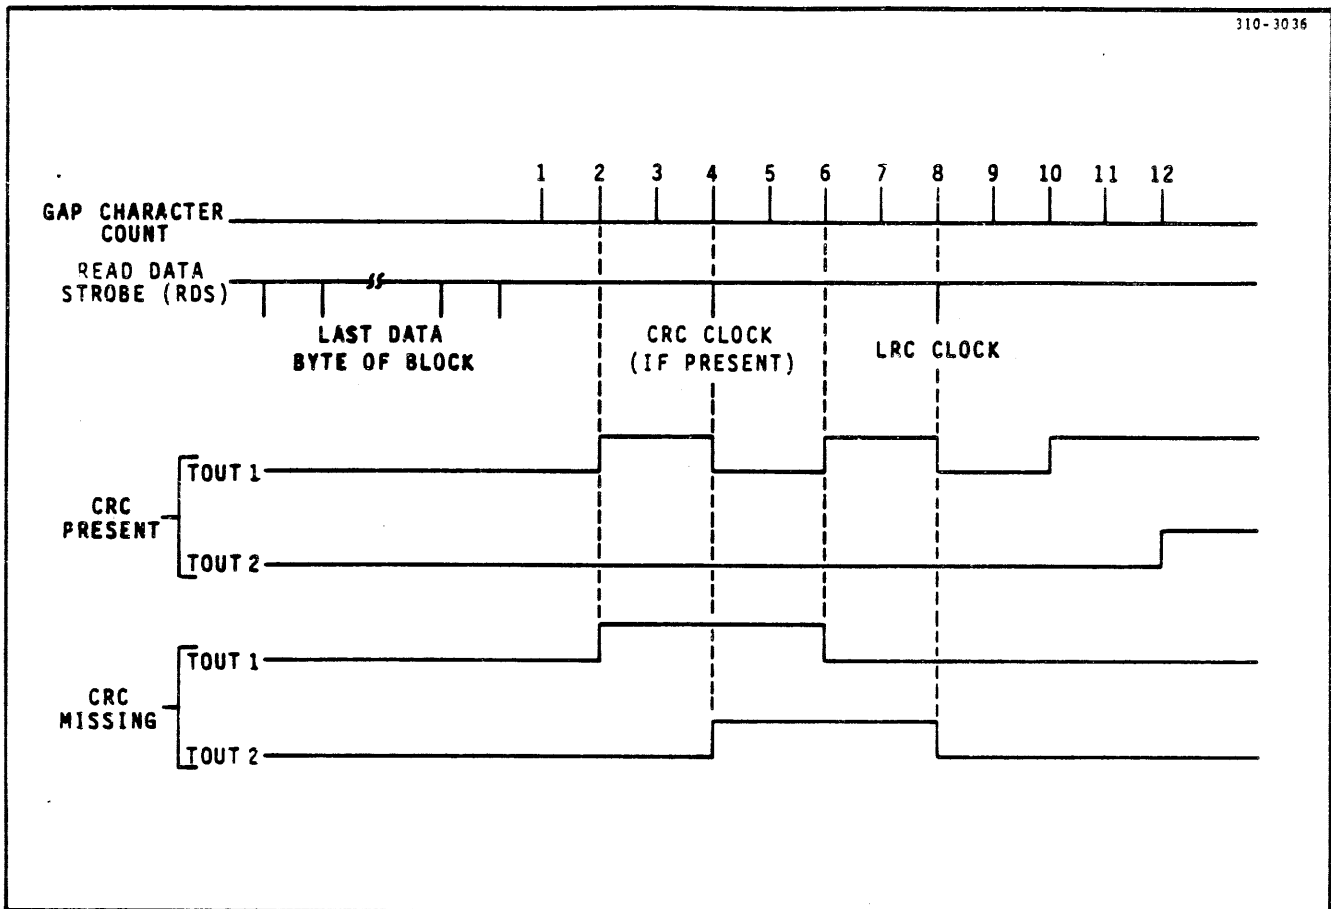 310-3036
1 2 3 4 5 6 7 8 9 10 11 12
GAP CHARACTER
COUNT
READ DATA
STROBE (RDS)
LAST DATA
BYTE OF BLOCK
CRC CLOCK
(IF PRESENT)
LRC CLOCK
CRC
PRESENT
TOUT 1
TOUT 2
CRC
MISSING
TOUT 1
TOUT 2